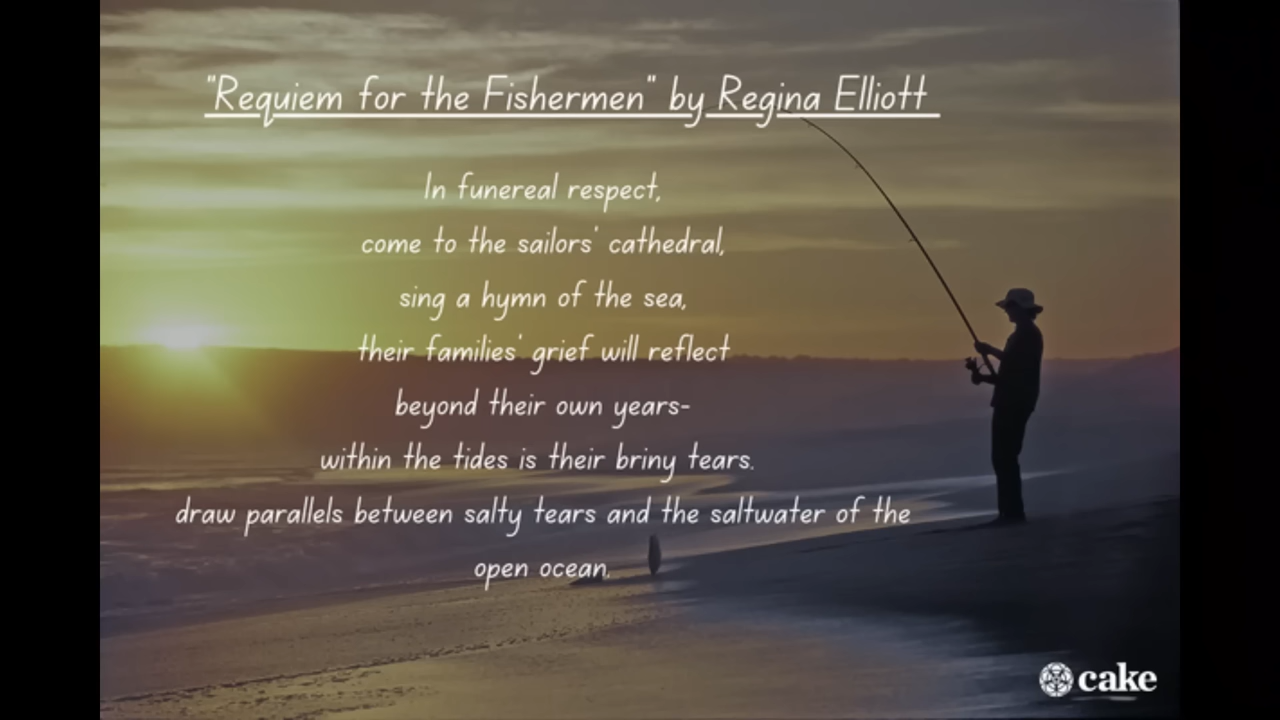 "Requiem for the Fishermen" by Regina Elliott
In funereal respect,
come to the sailors' cathedral,
sing a hymn of the sea,
their families' grief will reflect
beyond their own years-
within the tides is their briny tears.
draw parallels between salty tears and the saltwater of the
open ocean.
cake